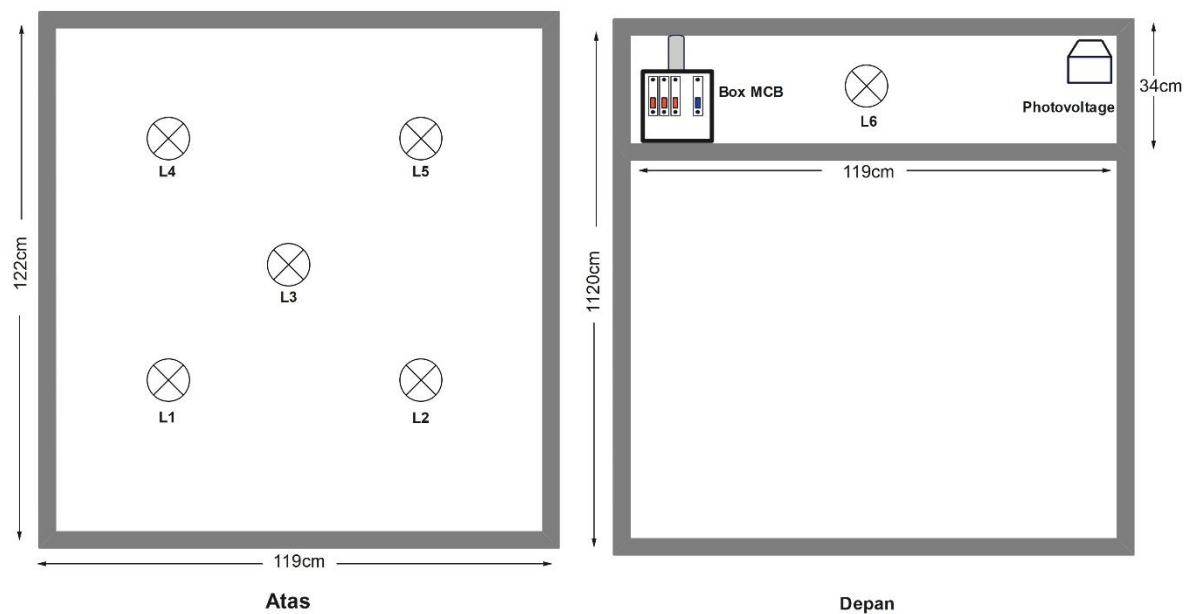 L4
L5
L3
L1
L2
122cm
119cm
Atas
Box MCB
L6
Photovoltage
34cm
119cm
1120cm
Depan